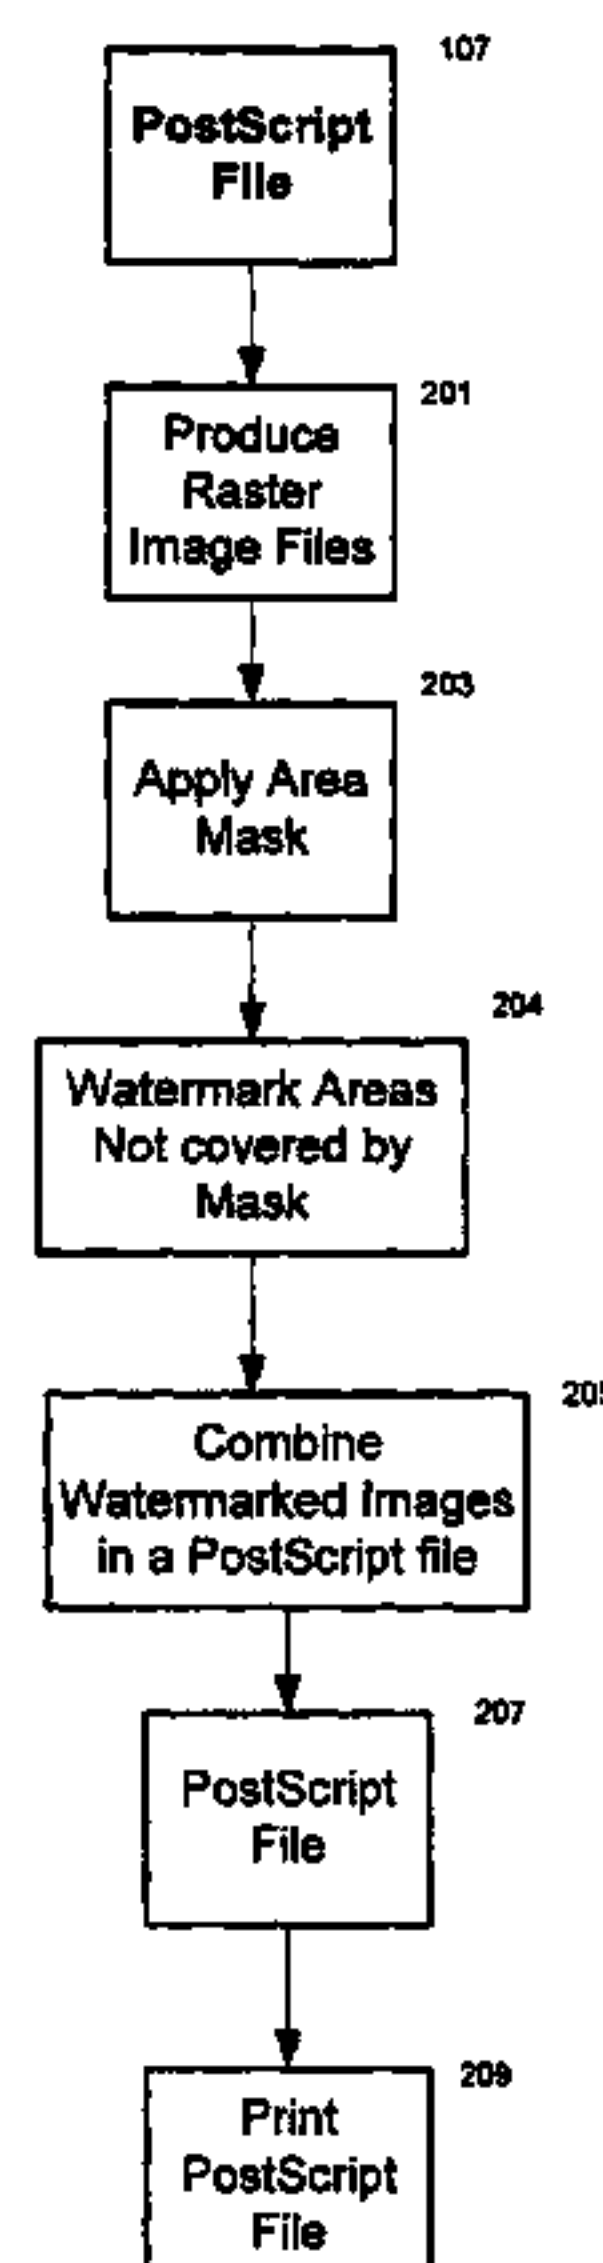 107
PostScript
File
201
Produce
Raster
Image Files
203
Apply Area
Mask
204
Watermark Areas
Not covered by
Mask
205
Combine
Watermarked Images
in a PostScript file
207
PostScript
File
209
Print
PostScript
File